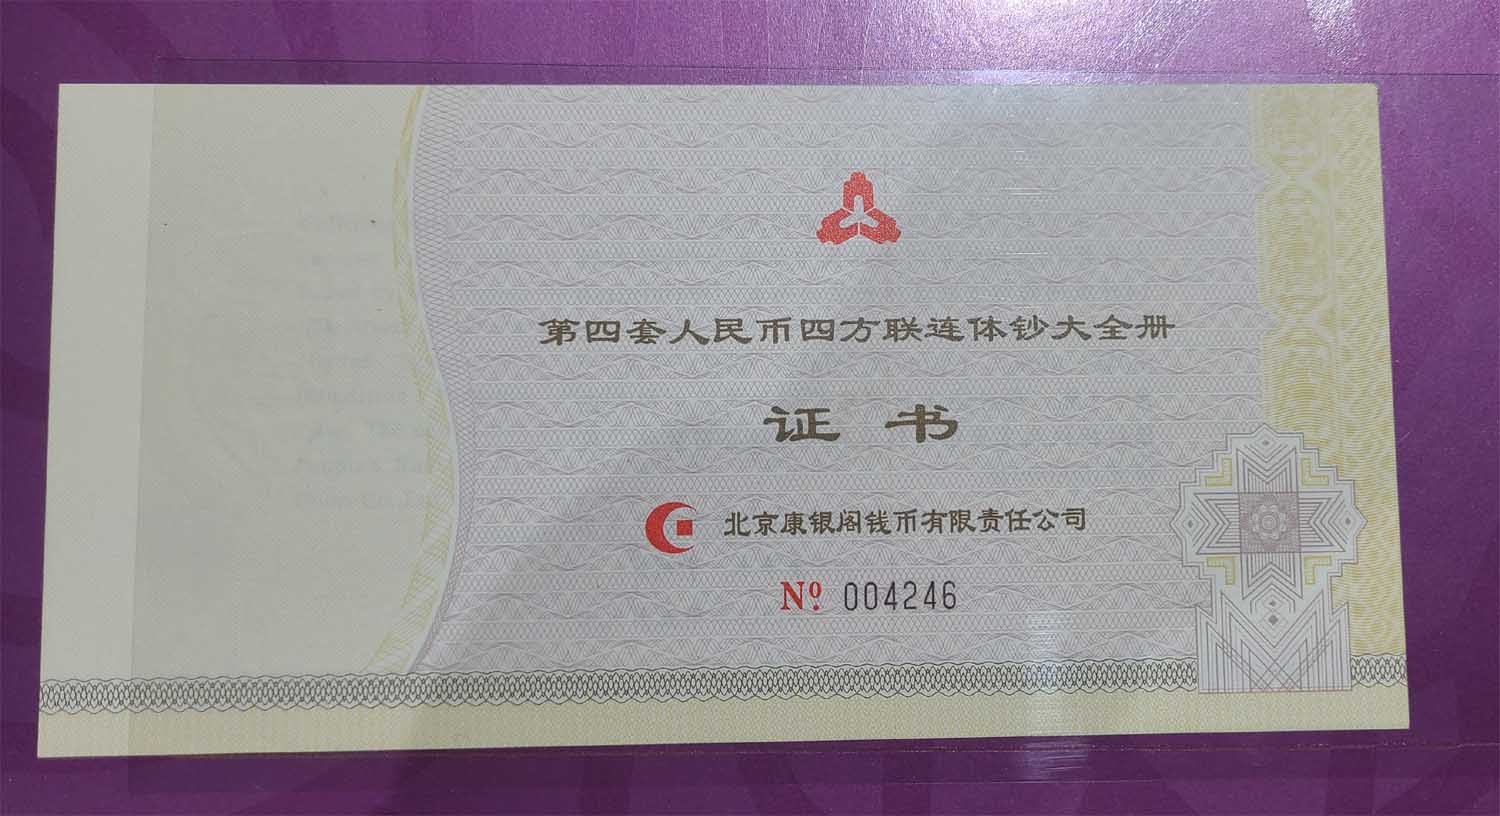 第四套人民币四方联连体钞大全册
证书
北京康银阁钱币有限责任公司
Nº. 004246